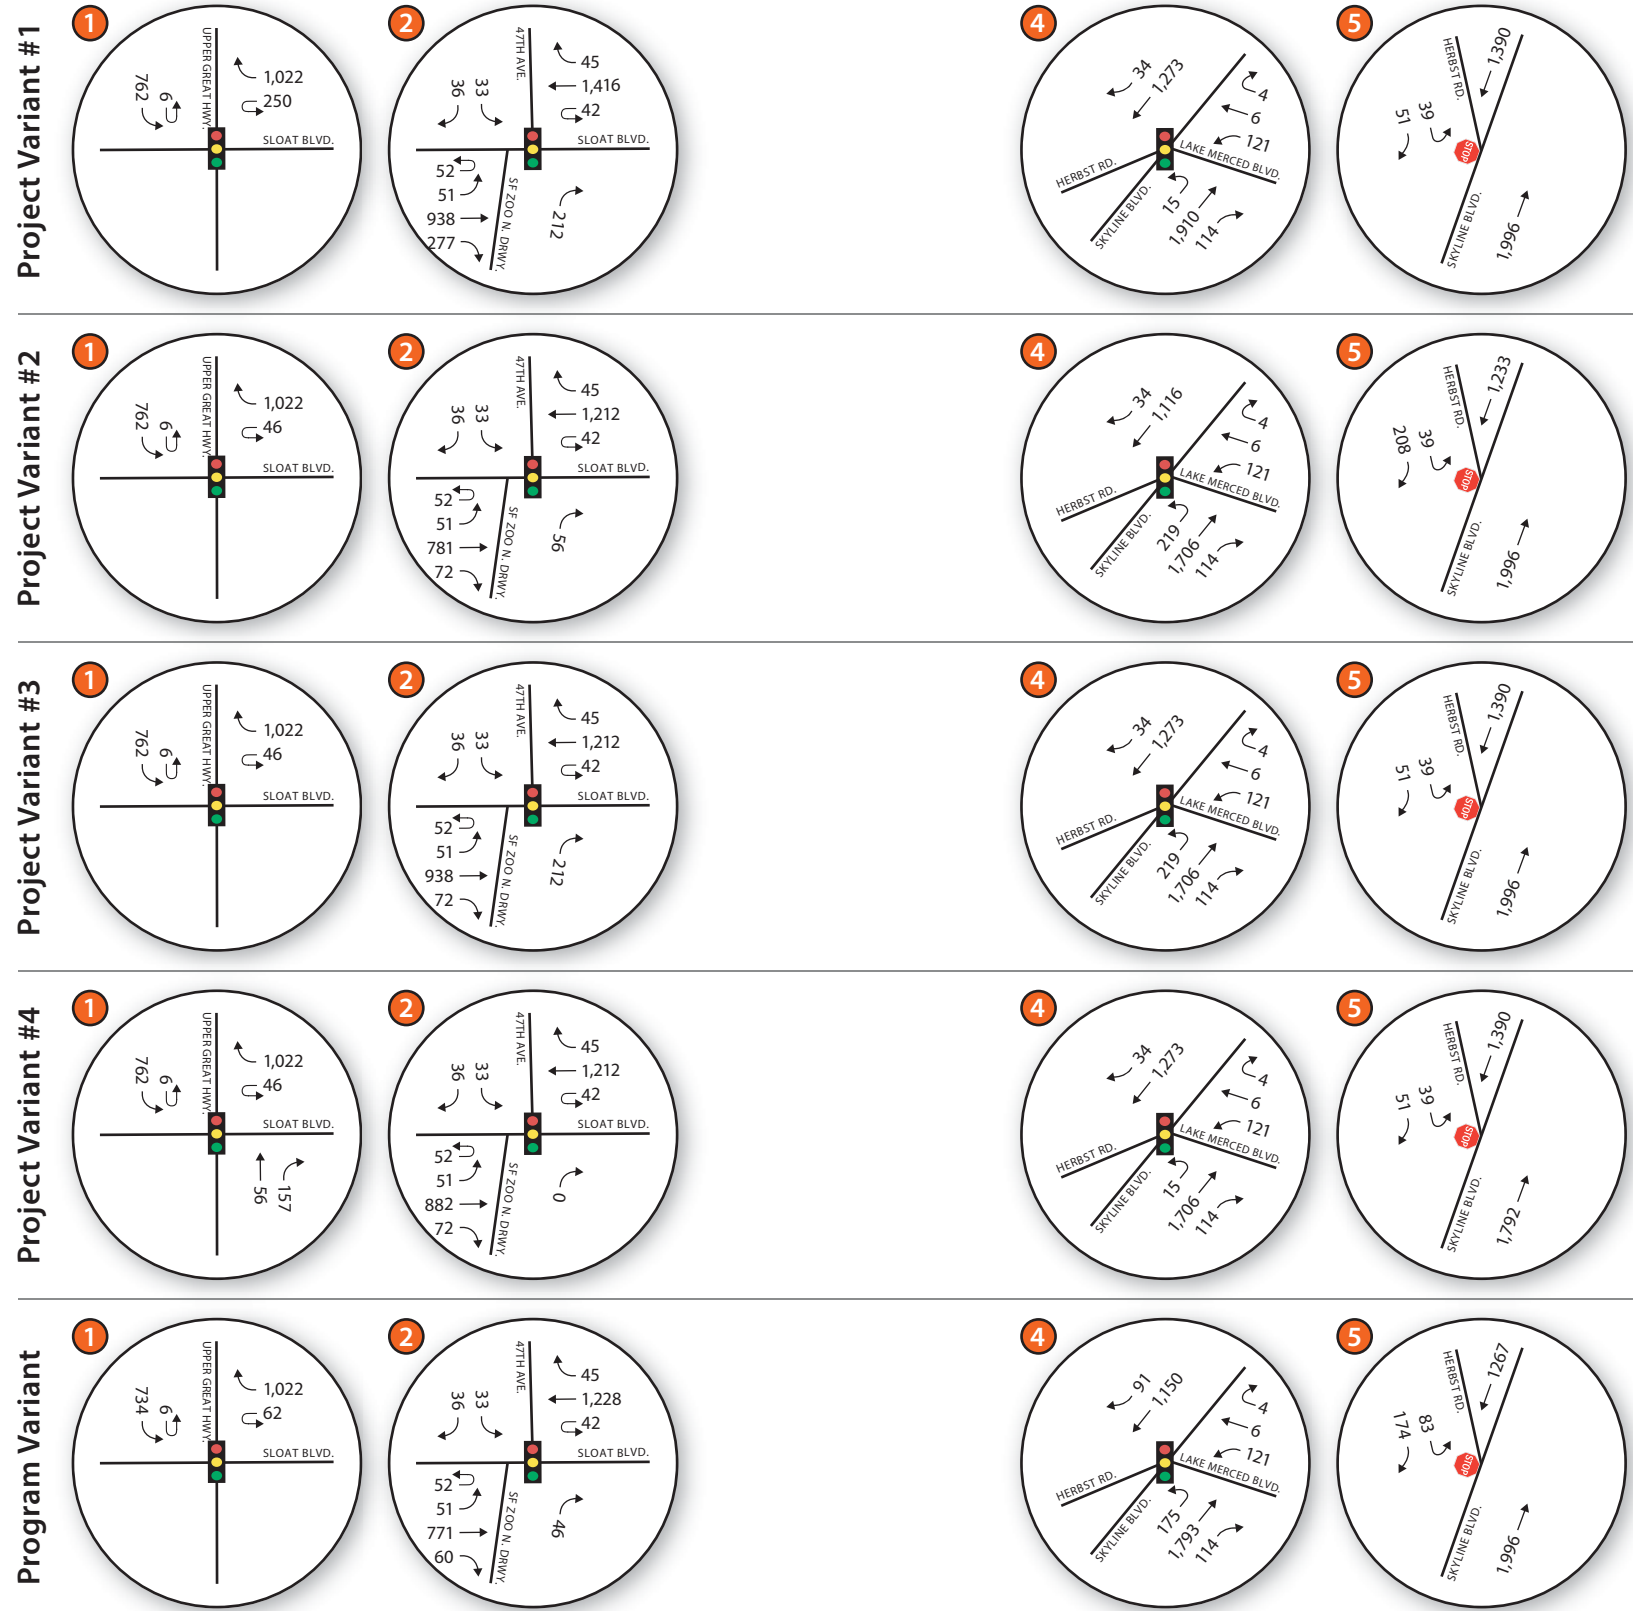 Project Variant #1
1
UPPER GREAT HWY.
762
6
1,022
250
SLOAT BLVD.
2
47TH AVE.
36
33
45
1,416
42
SLOAT BLVD.
52
51
938
277
SF ZOO N. DRWY.
212
4
34
1,273
4
6
121
LAKE MERCED BLVD.
HERBST RD.
SKYLINE BLVD.
15
1,910
114
5
HERBST RD.
1,390
51
39
STOP
SKYLINE BLVD.
1,996
Project Variant #2
1
UPPER GREAT HWY.
762
6
1,022
46
SLOAT BLVD.
2
47TH AVE.
36
33
45
1,212
42
SLOAT BLVD.
52
51
781
72
SF ZOO N. DRWY.
56
4
34
1,116
4
6
121
LAKE MERCED BLVD.
HERBST RD.
SKYLINE BLVD.
219
1,706
114
5
HERBST RD.
1,233
208
39
STOP
SKYLINE BLVD.
1,996
Project Variant #3
1
UPPER GREAT HWY.
762
6
1,022
46
SLOAT BLVD.
2
47TH AVE.
36
33
45
1,212
42
SLOAT BLVD.
52
51
938
72
SF ZOO N. DRWY.
212
4
34
1,273
4
6
121
LAKE MERCED BLVD.
HERBST RD.
SKYLINE BLVD.
219
1,706
114
5
HERBST RD.
1,390
51
39
STOP
SKYLINE BLVD.
1,996
Project Variant #4
1
UPPER GREAT HWY.
762
6
1,022
46
SLOAT BLVD.
56
157
2
47TH AVE.
36
33
45
1,212
42
SLOAT BLVD.
52
51
882
72
SF ZOO N. DRWY.
0
4
34
1,273
4
6
121
LAKE MERCED BLVD.
HERBST RD.
SKYLINE BLVD.
15
1,706
114
5
HERBST RD.
1,390
51
39
STOP
SKYLINE BLVD.
1,792
Program Variant
1
UPPER GREAT HWY.
734
6
1,022
62
SLOAT BLVD.
2
47TH AVE.
36
33
45
1,228
42
SLOAT BLVD.
52
51
771
60
SF ZOO N. DRWY.
46
4
91
1,150
4
6
121
LAKE MERCED BLVD.
HERBST RD.
SKYLINE BLVD.
175
1,793
114
5
HERBST RD.
1267
174
83
STOP
SKYLINE BLVD.
1,996